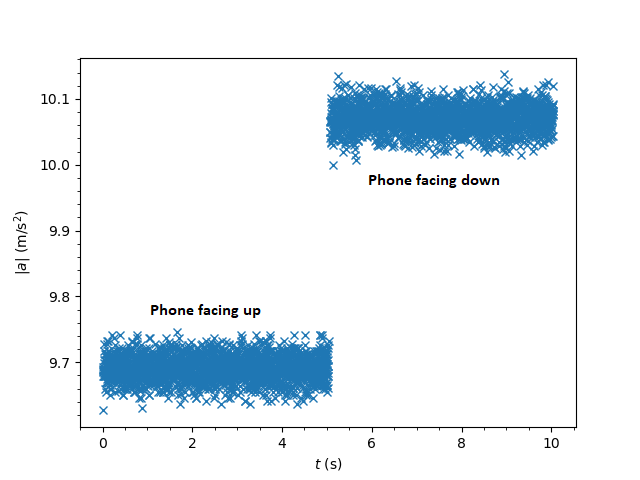 10.1
10.0
9.9
9.8
9.7
|a| (m/s²)
Phone facing down
Phone facing up
0 2 4 6 8 10
t (s)